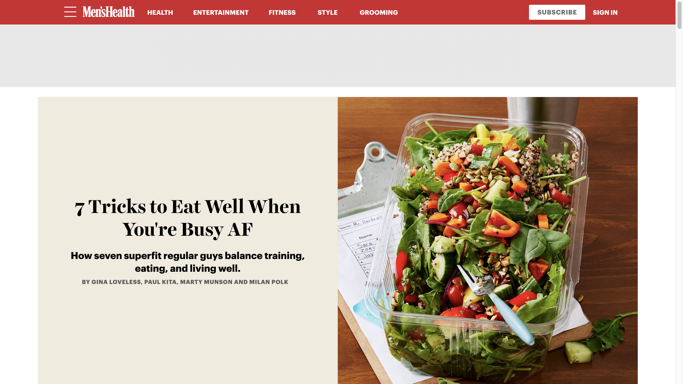 Men'sHealth
HEALTH
ENTERTAINMENT
FITNESS
STYLE
GROOMING
SUBSCRIBE
SIGN IN
7 Tricks to Eat Well When
You're Busy AF
How seven superfit regular guys balance training,
eating, and living well.
BY GINA LOVELESS, PAUL KITA, MARTY MUNSON AND MILAN POLK